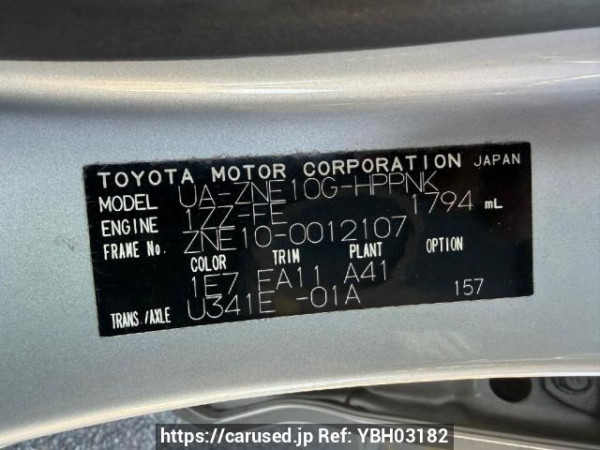 TOYOTA MOTOR CORPORATION JAPAN
MODEL UA-ZNE10G-HPPNK
ENGINE 1ZZ-FE 1794 mL
FRAME No. ZNE10-0012107
COLOR TRIM PLANT OPTION
1E7 EA11 A41
TRANS./AXLE U341E -01A 157
https://carused.jp Ref: YBH03182